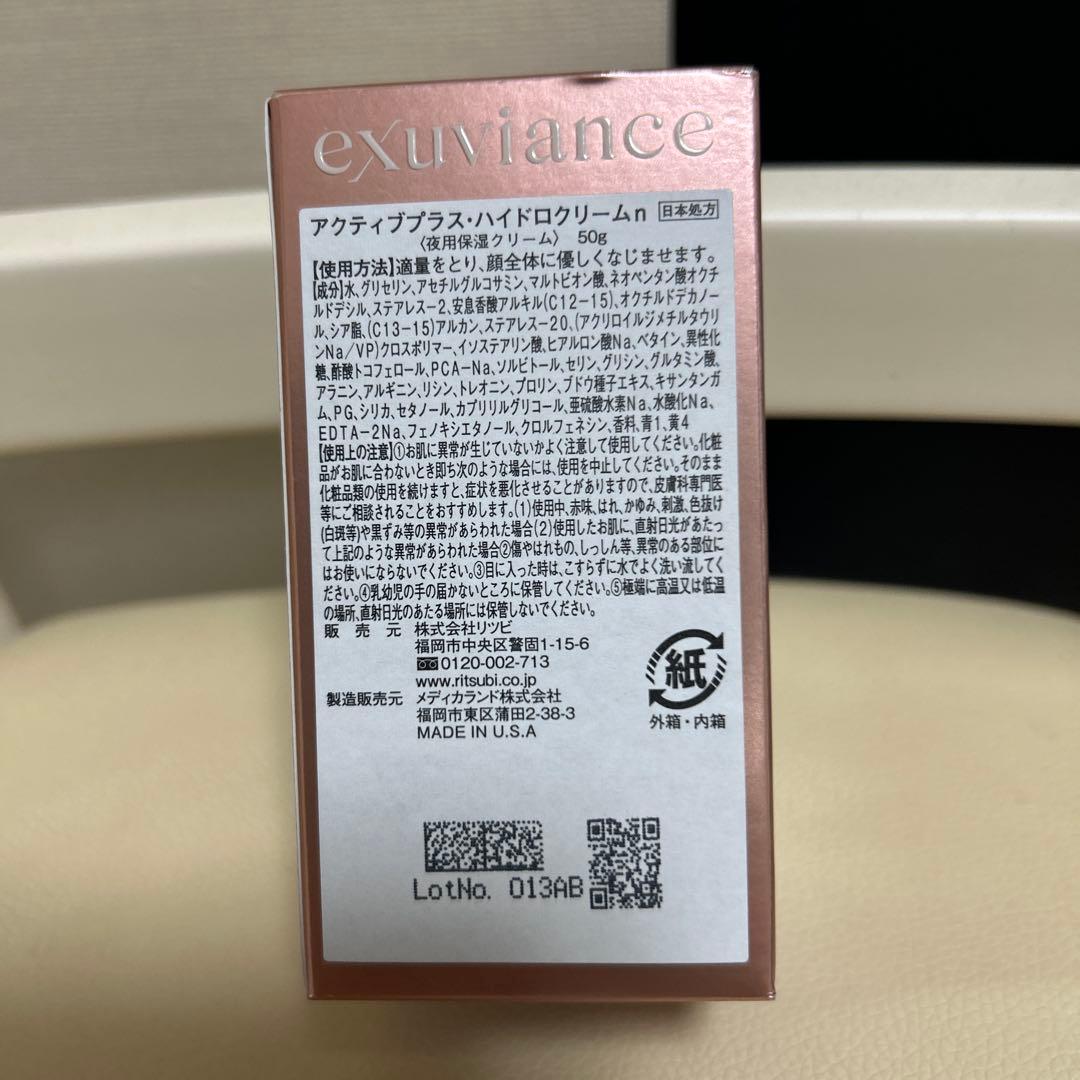 exuviance
アクティブプラス・ハイドロクリームn 日本処方
〈夜用保湿クリーム〉 50g
【使用方法】適量をとり、顔全体に優しくなじませます。
【成分】水、グリセリン、アセチルグルコサミン、マルトビオン酸、ネオペンタン酸オクチ
ルドデシル、ステアレス-2、安息香酸アルキル(C12-15)、オクチルドデカノー
ル、シア脂、(C13-15)アルカン、ステアレス-20、(アクリロイルジメチルタウリ
ンNa/VP)クロスポリマー、イソステアリン酸、ヒアルロン酸Na、ベタイン、異性化
糖、酢酸トコフェロール、PCA-Na、ソルビトール、セリン、グリシン、グルタミン酸、
アラニン、アルギニン、リシン、トレオニン、プロリン、ブドウ種子エキス、キサンタンガ
ム、PG、シリカ、セタノール、カプリリルグリコール、亜硫酸水素Na、水酸化Na、
EDTA-2Na、フェノキシエタノール、クロルフェネシン、香料、青1、黄4
【使用上の注意】①お肌に異常が生じていないかよく注意して使用してください。化粧
品がお肌に合わないとき即ち次のような場合には、使用を中止してください。そのまま
化粧品類の使用を続けますと、症状を悪化させることがありますので、皮膚科専門医
等にご相談されることをおすすめします。(1)使用中、赤味、はれ、かゆみ、刺激、色抜け
(白斑等)や黒ずみ等の異常があらわれた場合(2)使用したお肌に、直射日光があたっ
て上記のような異常があらわれた場合②傷やはれもの、しっしん等、異常のある部位に
はお使いにならないでください。③目に入った時は、こすらずに水でよく洗い流してく
ださい。④乳幼児の手の届かないところに保管してください。⑤極端に高温又は低温
の場所、直射日光のあたる場所には保管しないでください。
販売元 株式会社リツビ
福岡市中央区警固1-15-6
0120-002-713
www.ritsubi.co.jp
製造販売元 メディカランド株式会社
福岡市東区蒲田2-38-3
MADE IN U.S.A
紙
外箱・内箱
LotNo. 013AB